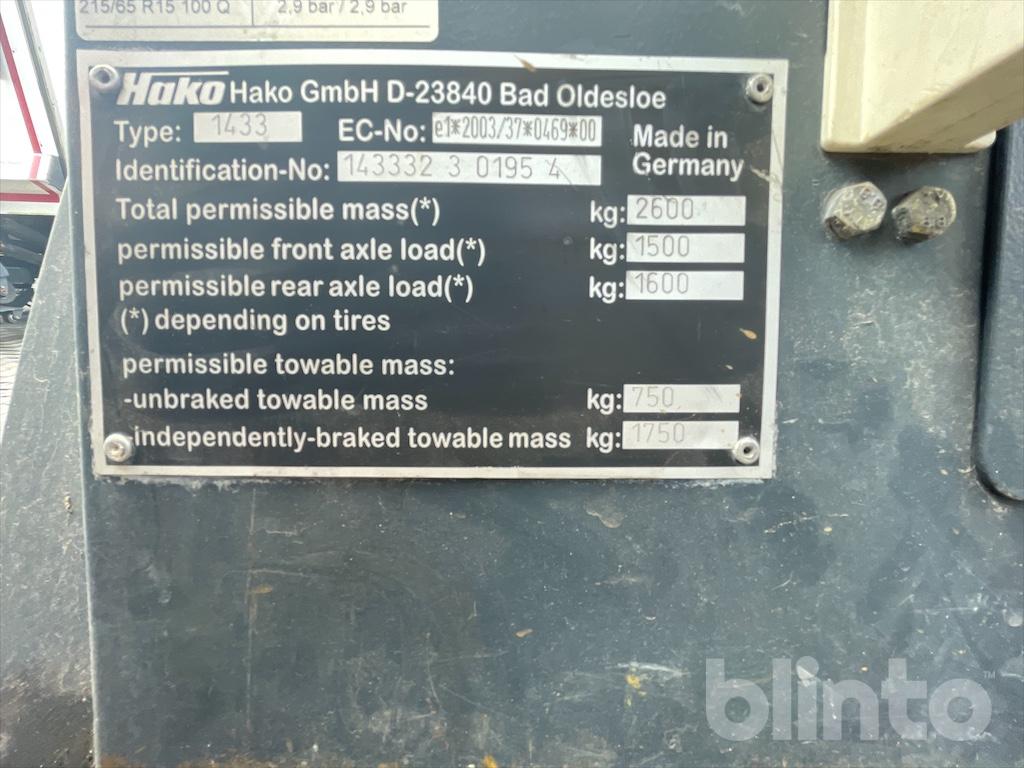 215/65 R15 100 Q 2,9 bar / 2,9 bar
Hako Hako GmbH D-23840 Bad Oldesloe
Type: 1433 EC-No: e1*2003/37*0469*00 Made in
Identification-No: 143332 3 0195 4 Germany
Total permissible mass(*) kg: 2600
permissible front axle load(*) kg: 1500
permissible rear axle load(*) kg: 1600
(*) depending on tires
permissible towable mass:
-unbraked towable mass kg: 750
-independently-braked towable mass kg: 1750
blinto™